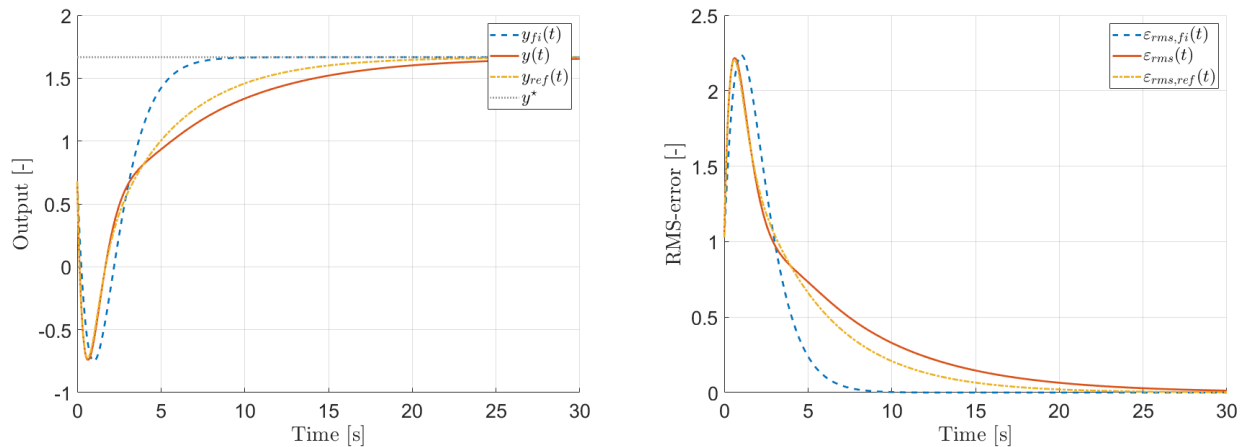 2
1.5
1
0.5
0
-0.5
-1
Output [-]
0 5 10 15 20 25 30
Time [s]
y_{fi}(t)
y(t)
y_{ref}(t)
y^⋆
2.5
2
1.5
1
0.5
0
RMS-error [-]
0 5 10 15 20 25 30
Time [s]
ε_{rms,fi}(t)
ε_{rms}(t)
ε_{rms,ref}(t)